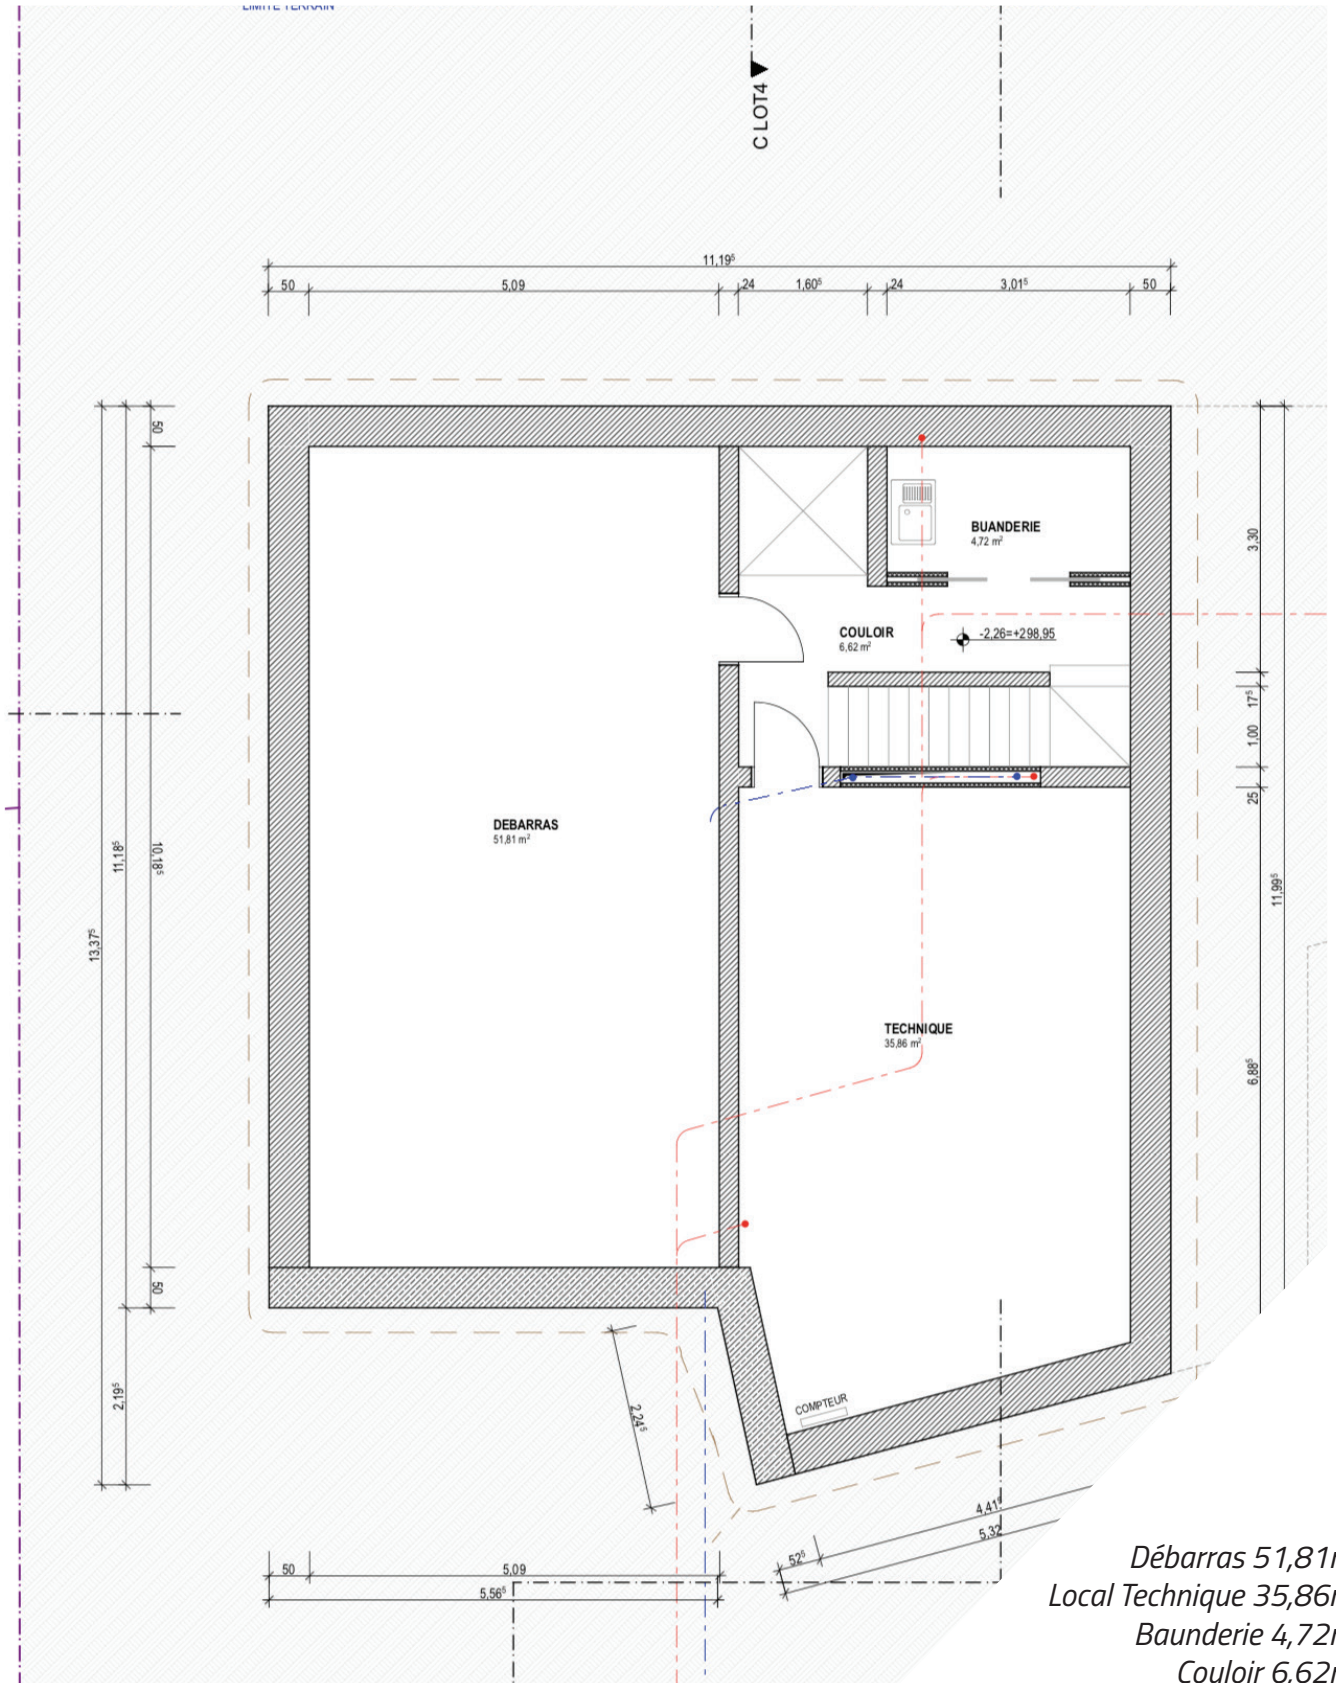 LIMITE TERRAIN
C LOT4
11,19⁵
50 5,09 24 1,60⁵ 24 3,01⁵ 50
50
10,18⁵
50
11,18⁵
2,19⁵
13,37⁵
BUANDERIE
4,72 m²
COULOIR
6,62 m²
-2,26=+298,95
DEBARRAS
51,81 m²
TECHNIQUE
35,86 m²
COMPTEUR
3,30
17⁵
1,00
25
6,88⁵
11,99⁵
2,24⁵
4,41⁵
52⁵ 5,32
50 5,09
5,56⁵
Débarras 51,81
Local Technique 35,86
Baunderie 4,72
Couloir 6,62